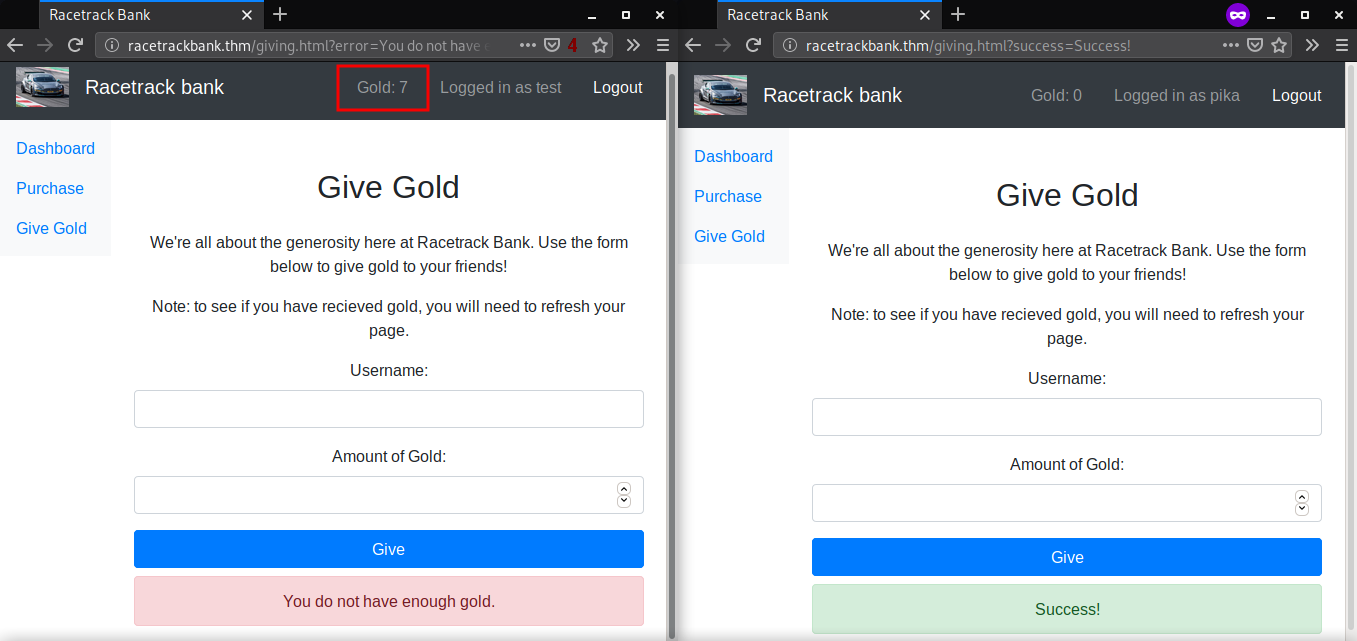 Racetrack Bank
racetrackbank.thm/giving.html?error=You do not have
4
Racetrack bank
Gold: 7
Logged in as test
Logout
Dashboard
Purchase
Give Gold
Give Gold
We're all about the generosity here at Racetrack Bank. Use the form
below to give gold to your friends!
Note: to see if you have recieved gold, you will need to refresh your
page.
Username:
Amount of Gold:
Give
You do not have enough gold.
Racetrack Bank
racetrackbank.thm/giving.html?success=Success!
Racetrack bank
Gold: 0
Logged in as pika
Logout
Dashboard
Purchase
Give Gold
Give Gold
We're all about the generosity here at Racetrack Bank. Use the form
below to give gold to your friends!
Note: to see if you have recieved gold, you will need to refresh your
page.
Username:
Amount of Gold:
Give
Success!